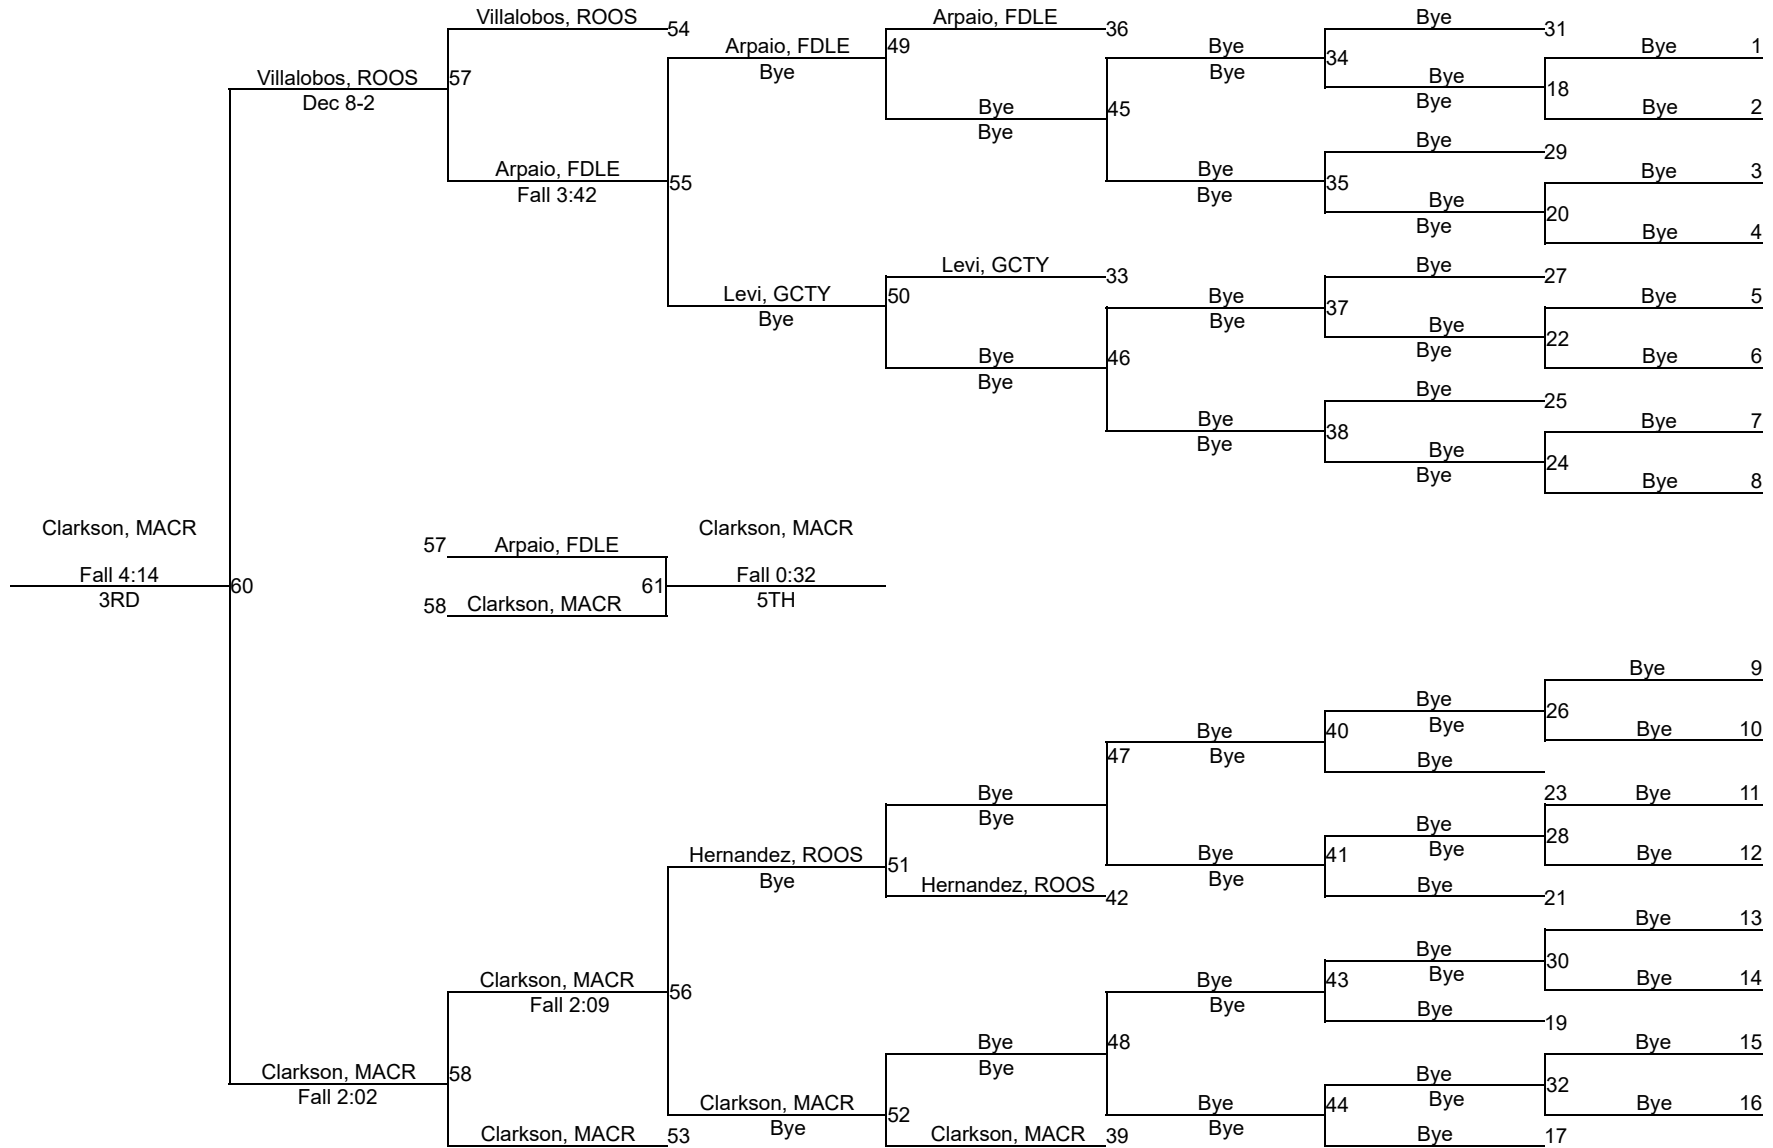 Villalobos, ROOS 54 Arpaio, FDLE 36 Bye 31
Arpaio, FDLE 49 Bye Bye 1
Bye Bye 34
Villalobos, ROOS 57 Bye 18
Dec 8-2 Bye Bye Bye 2
Bye 45
Bye
Bye 29
Arpaio, FDLE 55 Bye 35 Bye 3
Fall 3:42 Bye
Bye 20
Bye Bye 4
Levi, GCTY 33 Bye 27
Levi, GCTY 50 Bye 37 Bye 5
Bye Bye
Bye 22
Bye 46 Bye Bye 6
Bye
Bye 25
Bye 38 Bye 7
Bye Bye 24
Bye Bye 8
Clarkson, MACR Clarkson, MACR
57 Arpaio, FDLE
Fall 4:14 60 61 Fall 0:32
3RD 58 Clarkson, MACR 5TH
Bye 9
Bye 26
Bye 40 Bye Bye 10
47 Bye
Bye
Bye 23 Bye 11
Bye Bye 28
Hernandez, ROOS 51 Bye 41 Bye Bye 12
Bye Bye
Hernandez, ROOS 42 Bye 21
Bye 13
Bye 30
Clarkson, MACR 56 Bye 43 Bye Bye 14
Fall 2:09 Bye
Bye 19
Bye 48 Bye 15
Clarkson, MACR 58 Bye
Bye 32
Fall 2:02 Clarkson, MACR 52 Bye 44 Bye Bye 16
Bye Bye
Clarkson, MACR 53 Clarkson, MACR 39 Bye 17